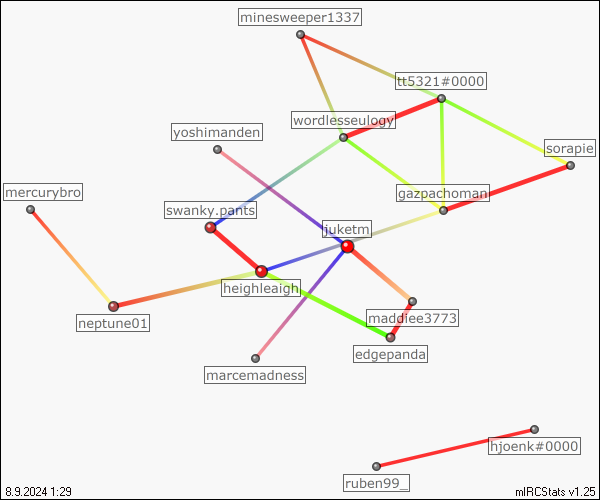 minesweeper1337
tt5321#0000
wordlesseulogy
yoshimanden
sorapie
mercurybro
gazpachoman
swanky.pants
juketm
heighleaigh
maddiee3773
neptune01
edgepanda
marcemadness
hjoenk#0000
ruben99_
8.9.2024 1:29
mIRCStats v1.25